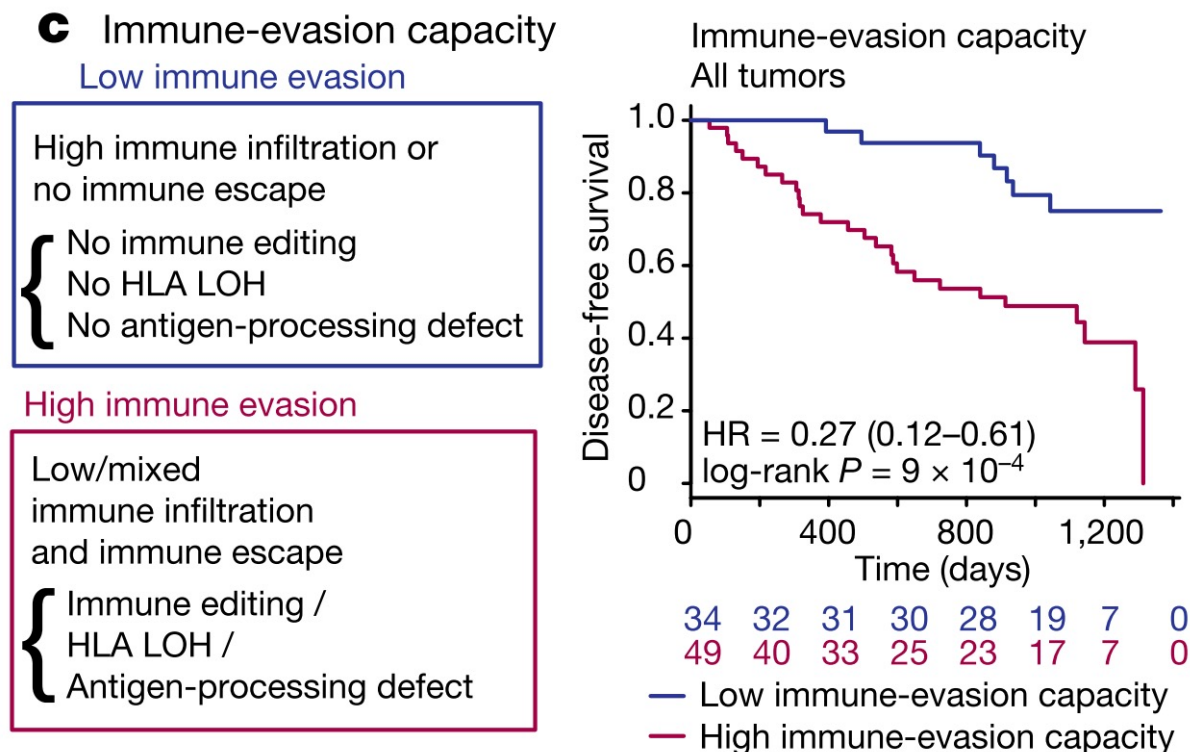 c Immune-evasion capacity
Low immune evasion
High immune infiltration or
no immune escape
{ No immune editing
No HLA LOH
No antigen-processing defect
High immune evasion
Low/mixed
immune infiltration
and immune escape
{ Immune editing /
HLA LOH /
Antigen-processing defect
Immune-evasion capacity
All tumors
Disease-free survival
1.0
0.8
0.6
0.4
0.2
0
HR = 0.27 (0.12–0.61)
log-rank P = 9 × 10⁻⁴
0 400 800 1,200
Time (days)
34 32 31 30 28 19 7 0
49 40 33 25 23 17 7 0
Low immune-evasion capacity
High immune-evasion capacity